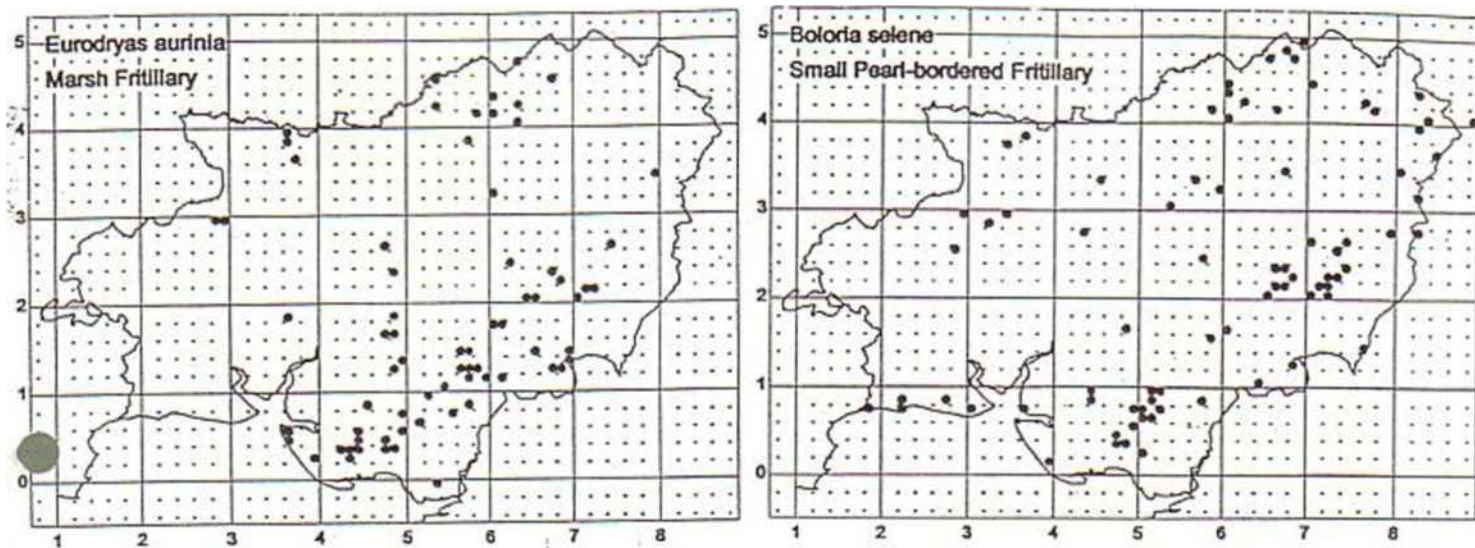 Eurodryas aurinia
Marsh Fritillary
5
4
3
2
1
0
1 2 3 4 5 6 7 8
Boloria selene
Small Pearl-bordered Fritillary
5
4
3
2
1
0
1 2 3 4 5 6 7 8